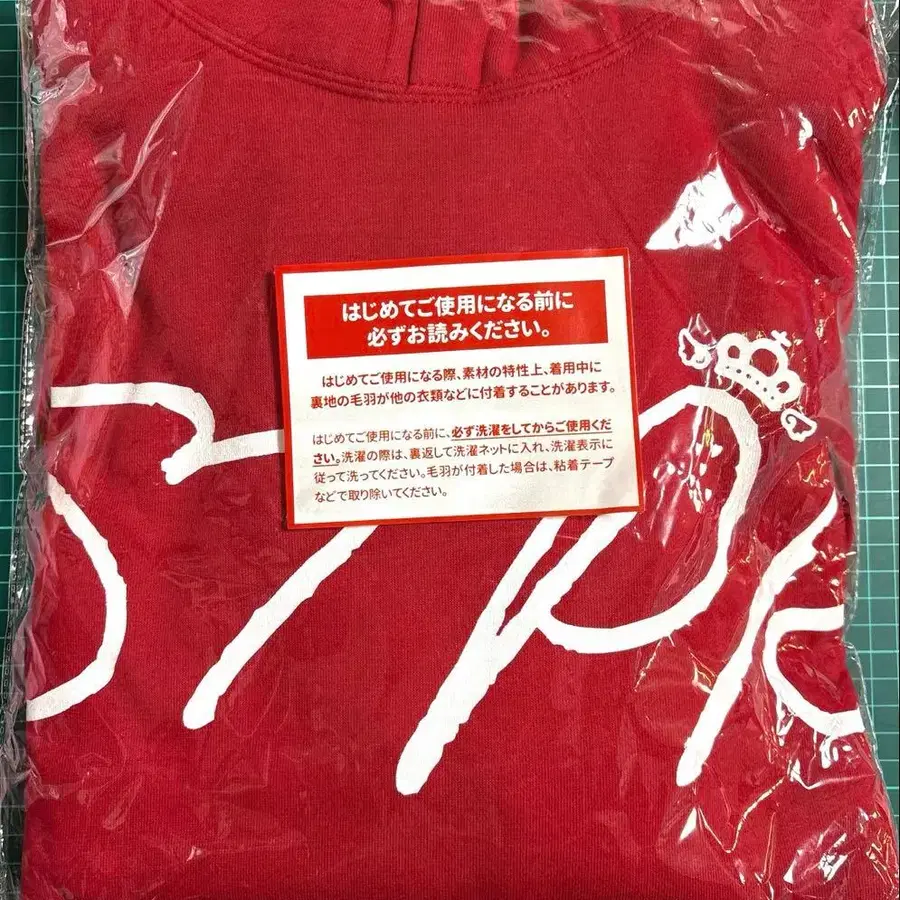 はじめてご使用になる前に
必ずお読みください。
はじめてご使用になる際、素材の特性上、着用中に
裏地の毛羽が他の衣類などに付着することがあります。
はじめてご使用になる前に、必ず洗濯をしてからご使用くだ
さい。洗濯の際は、裏返して洗濯ネットに入れ、洗濯表示に
従って洗ってください。毛羽が付着した場合は、粘着テープ
などで取り除いてください。
STPR